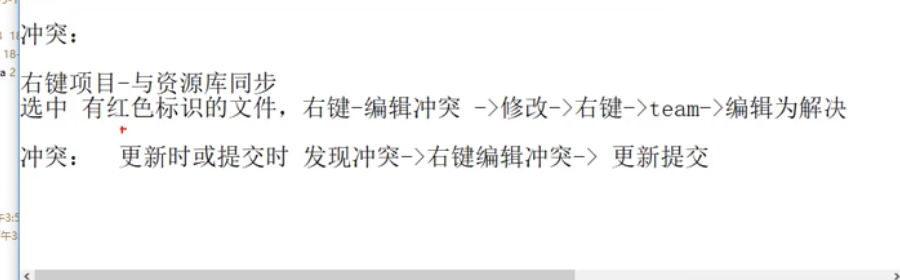 冲突：
右键项目-与资源库同步
选中 有红色标识的文件，右键-编辑冲突 ->修改->右键->team->编辑为解决
冲突： 更新时或提交时 发现冲突->右键编辑冲突-> 更新提交